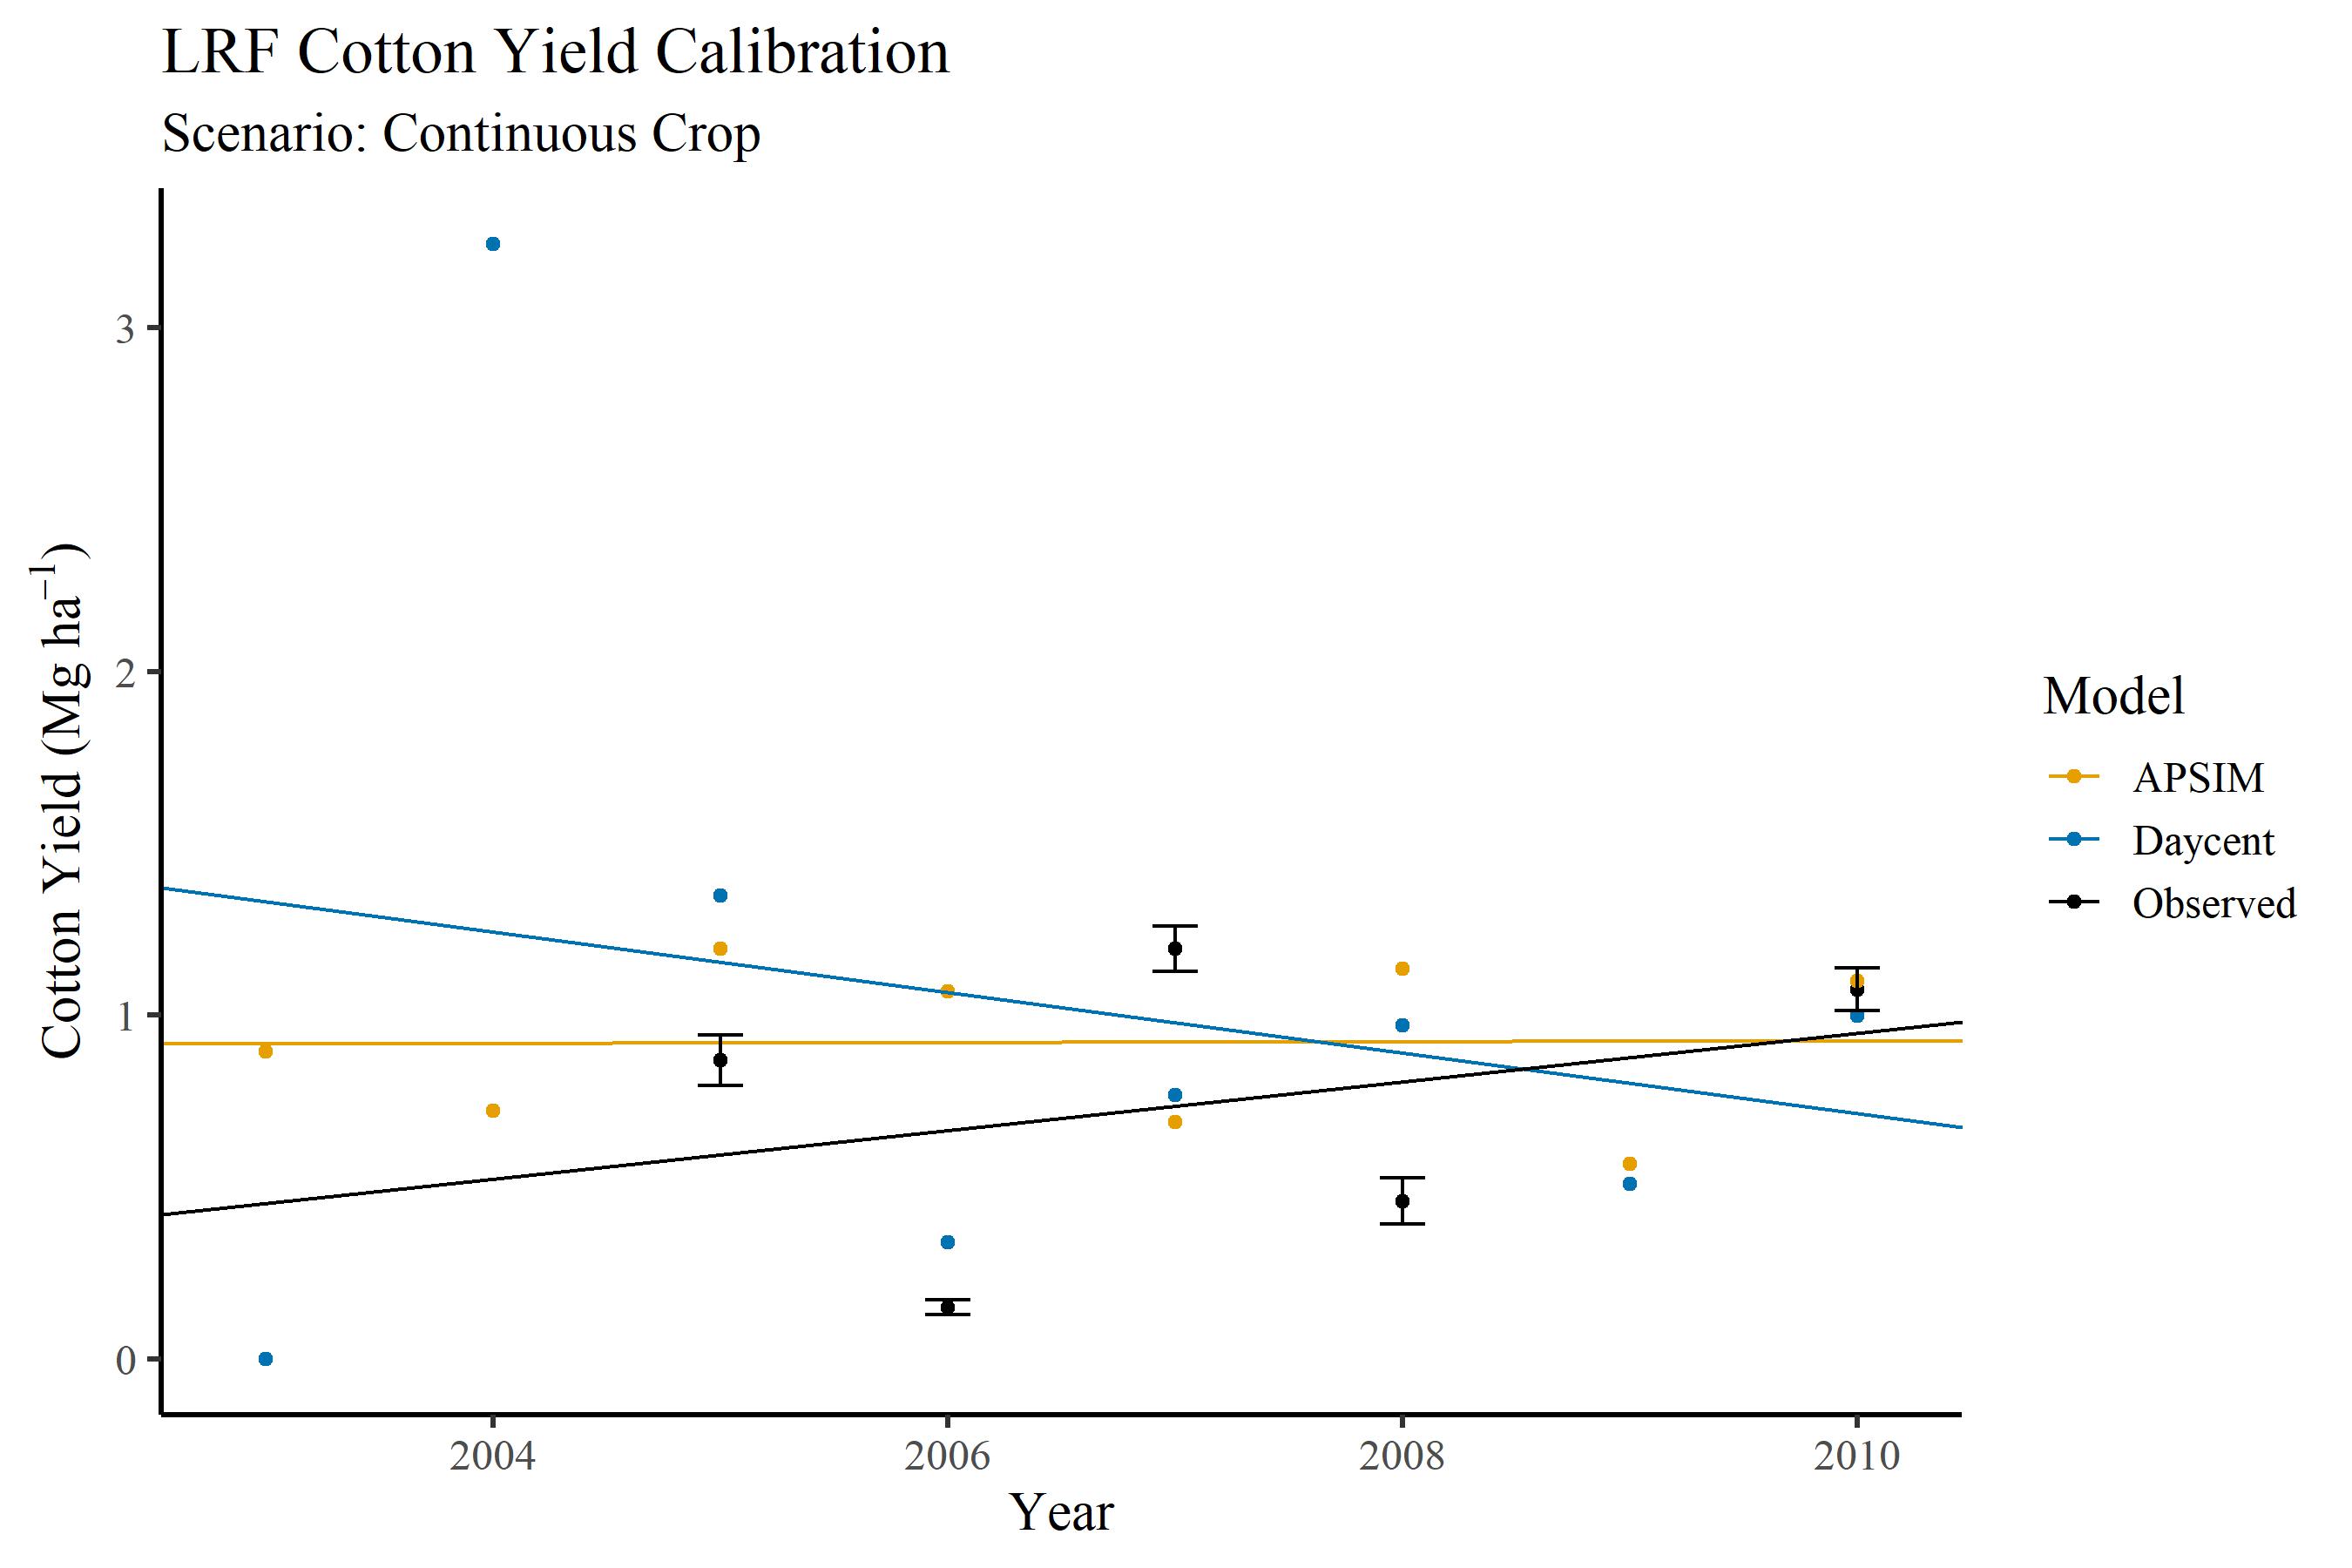 LRF Cotton Yield Calibration
Scenario: Continuous Crop
Cotton Yield (Mg ha⁻¹)
3
2
1
0
2004 2006 2008 2010
Year
Model
APSIM
Daycent
Observed